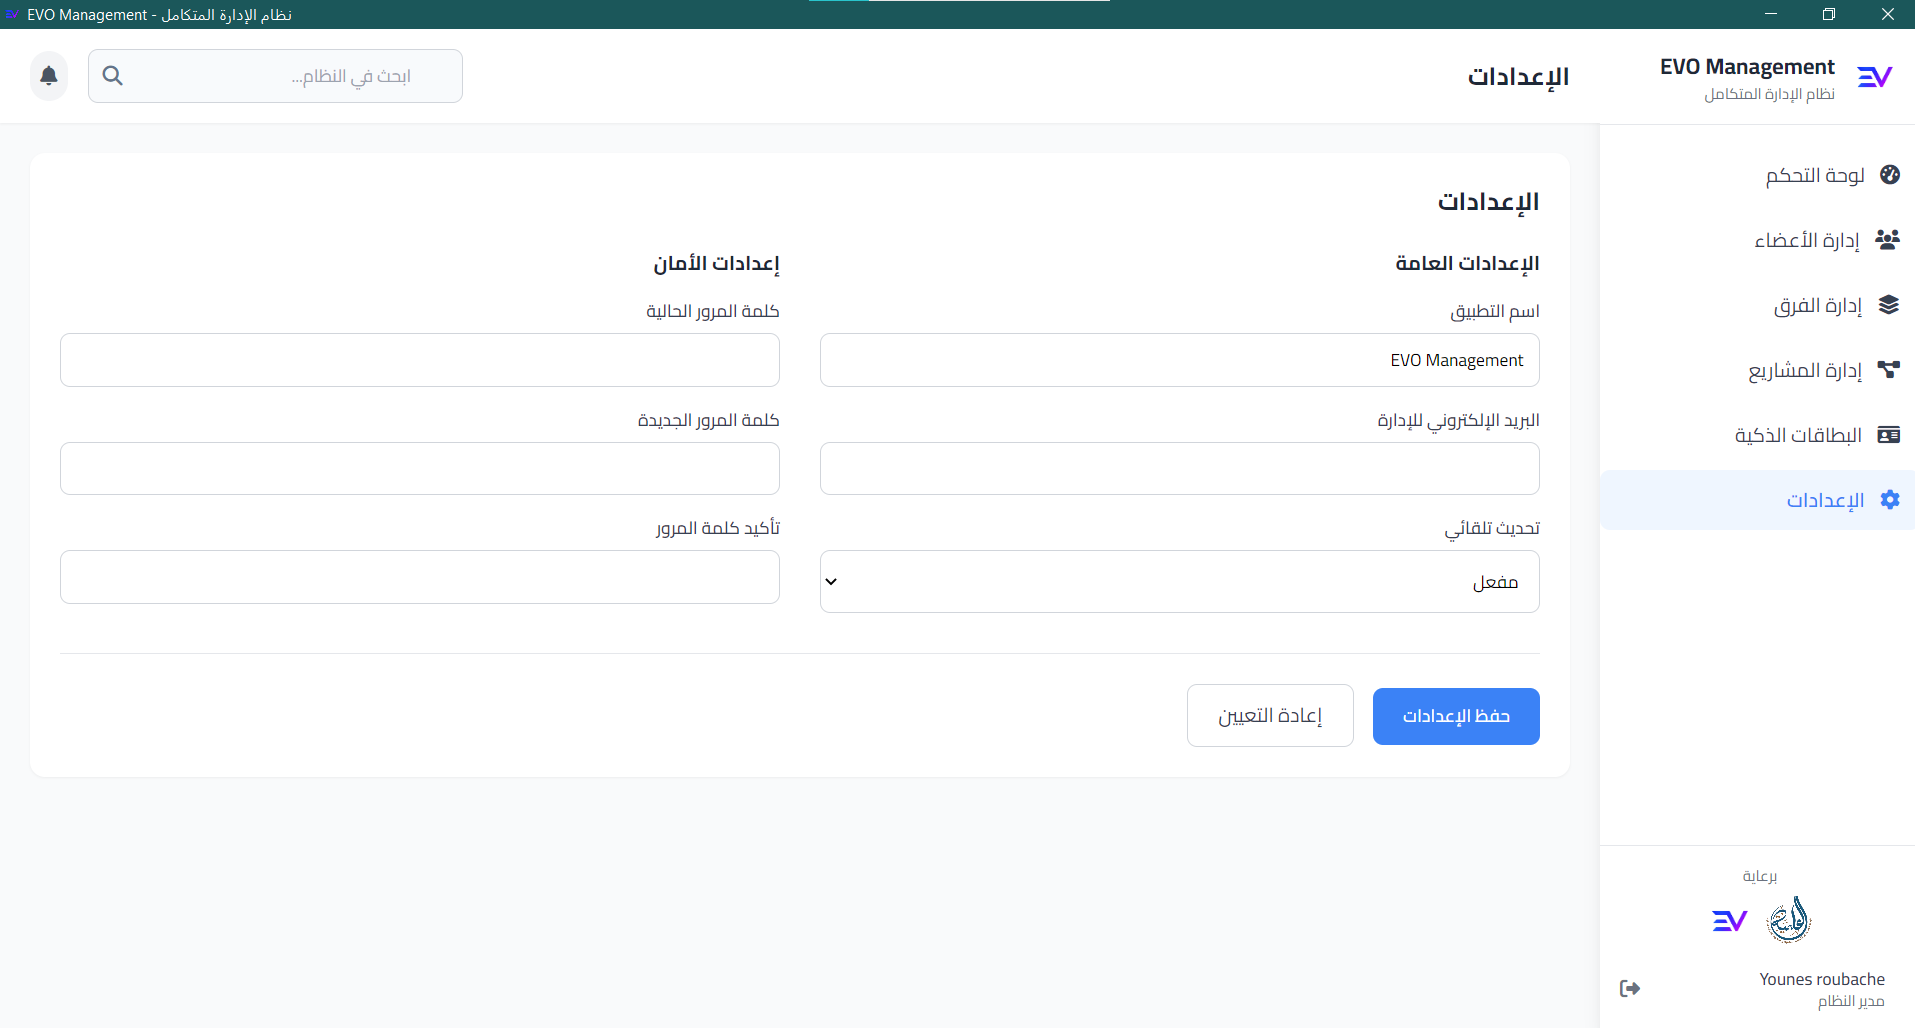 EVO Management - نظام الإدارة المتكامل
EVO Management
نظام الإدارة المتكامل
الإعدادات
ابحث في النظام...
لوحة التحكم
إدارة الأعضاء
إدارة الفرق
إدارة المشاريع
البطاقات الذكية
الإعدادات
الإعدادات
الإعدادات العامة
اسم التطبيق
EVO Management
البريد الإلكتروني للإدارة
تحديث تلقائي
مفعل
إعدادات الأمان
كلمة المرور الحالية
كلمة المرور الجديدة
تأكيد كلمة المرور
حفظ الإعدادات
إعادة التعيين
برعاية
EV
Younes roubache
مدير النظام